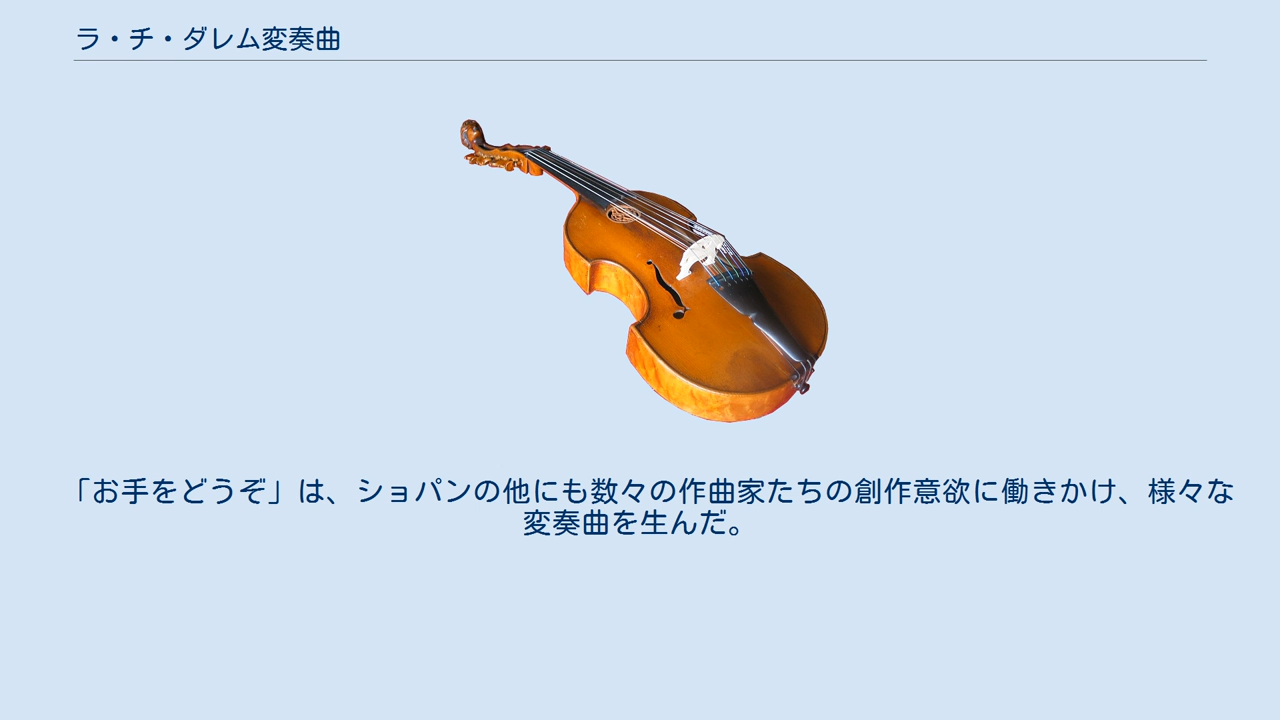 ラ・チ・ダレム変奏曲
「お手をどうぞ」は、ショパンの他にも数々の作曲家たちの創作意欲に働きかけ、様々な
変奏曲を生んだ。